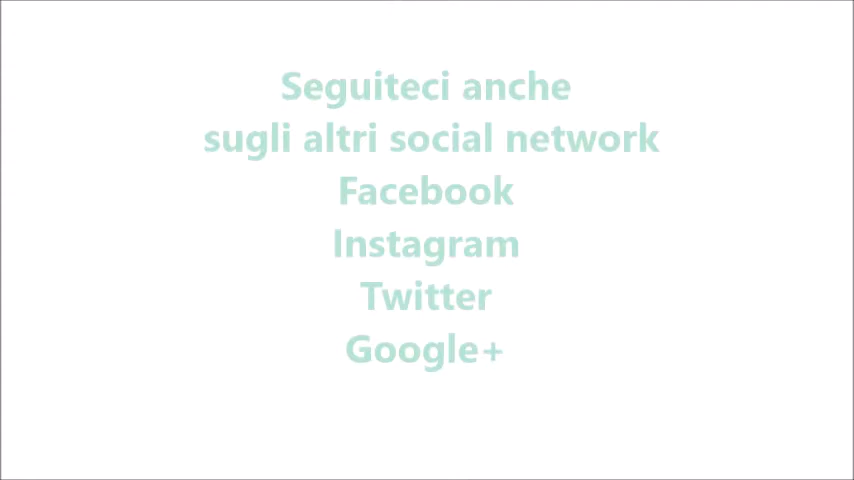 Seguiteci anche
sugli altri social network
Facebook
Instagram
Twitter
Google+